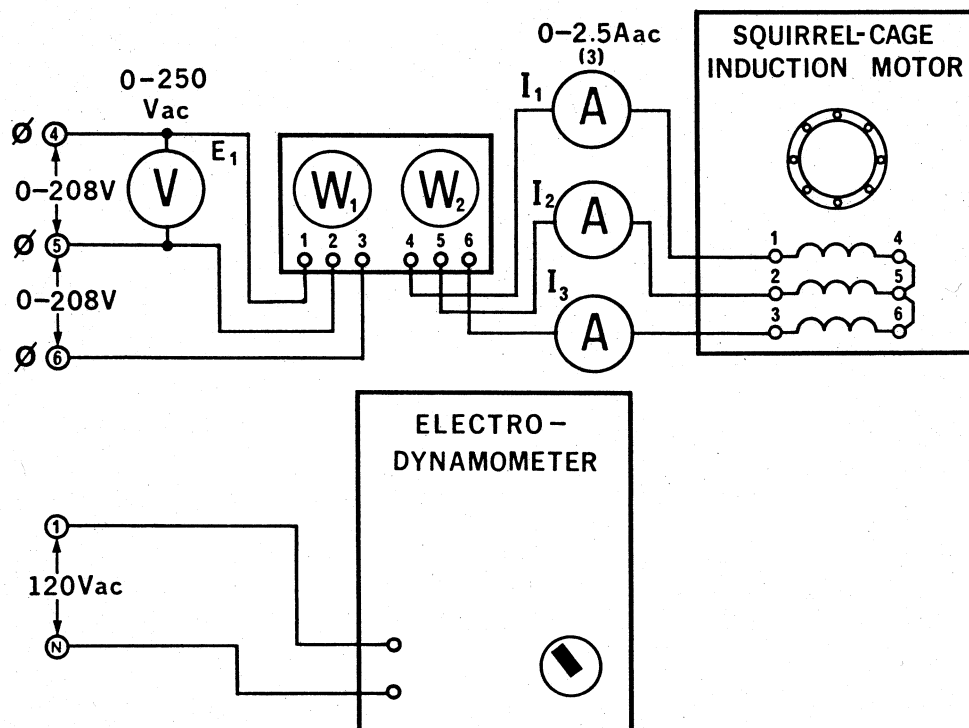 0-2.5Aac
(3)
SQUIRREL-CAGE
INDUCTION MOTOR
0-250
Vac
I1
A
Ø 4
E1
V
0-208V
W1
W2
I2
A
Ø 5
1 2 3 4 5 6
1 4
2 5
3 6
0-208V
I3
A
Ø 6
ELECTRO-
DYNAMOMETER
1
120Vac
N